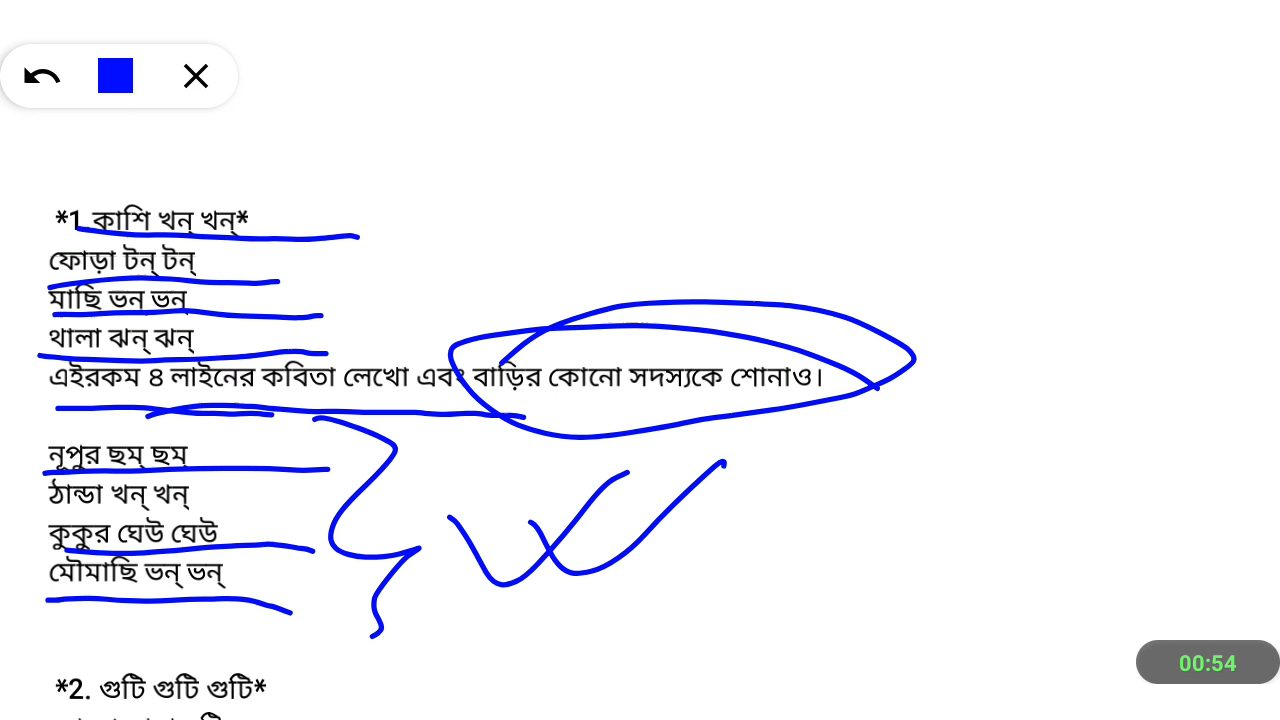 *1. কাশি খন্ খন্*
ফোড়া টন্ টন্
মাছি ভন্ ভন্
থালা ঝন্ ঝন্
এইরকম ৪ লাইনের কবিতা লেখো এবং বাড়ির কোনো সদস্যকে শোনাও।
নূপুর ছম্ ছম্
ঠান্ডা খন্ খন্
কুকুর ঘেউ ঘেউ
মৌমাছি ভন্ ভন্
*2. গুটি গুটি গুটি*
00:54